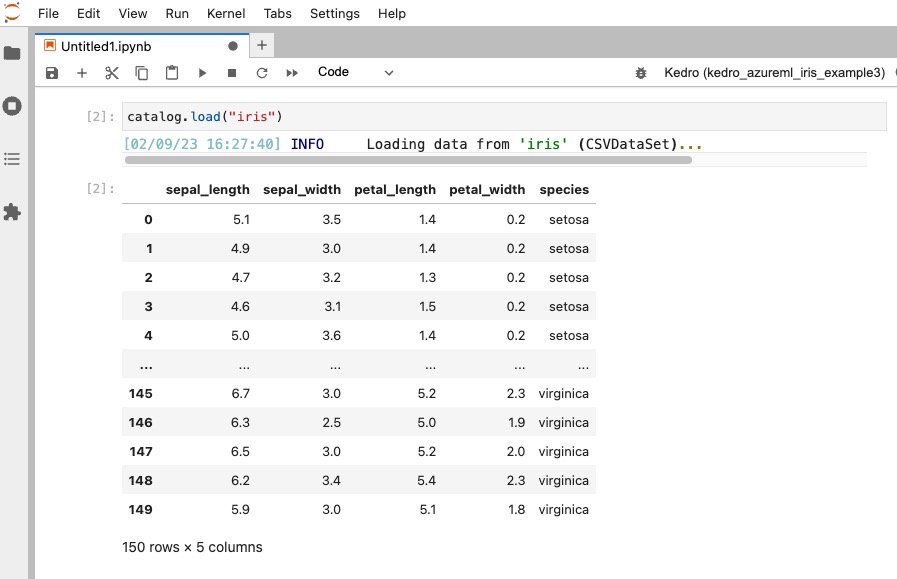 File Edit View Run Kernel Tabs Settings Help
Untitled1.ipynb
Code
Kedro (kedro_azureml_iris_example3)
[2]: catalog.load("iris")
[02/09/23 16:27:40] INFO Loading data from 'iris' (CSVDataSet)...
[2]:
sepal_length sepal_width petal_length petal_width species
0 5.1 3.5 1.4 0.2 setosa
1 4.9 3.0 1.4 0.2 setosa
2 4.7 3.2 1.3 0.2 setosa
3 4.6 3.1 1.5 0.2 setosa
4 5.0 3.6 1.4 0.2 setosa
... ... ... ... ... ...
145 6.7 3.0 5.2 2.3 virginica
146 6.3 2.5 5.0 1.9 virginica
147 6.5 3.0 5.2 2.0 virginica
148 6.2 3.4 5.4 2.3 virginica
149 5.9 3.0 5.1 1.8 virginica
150 rows × 5 columns